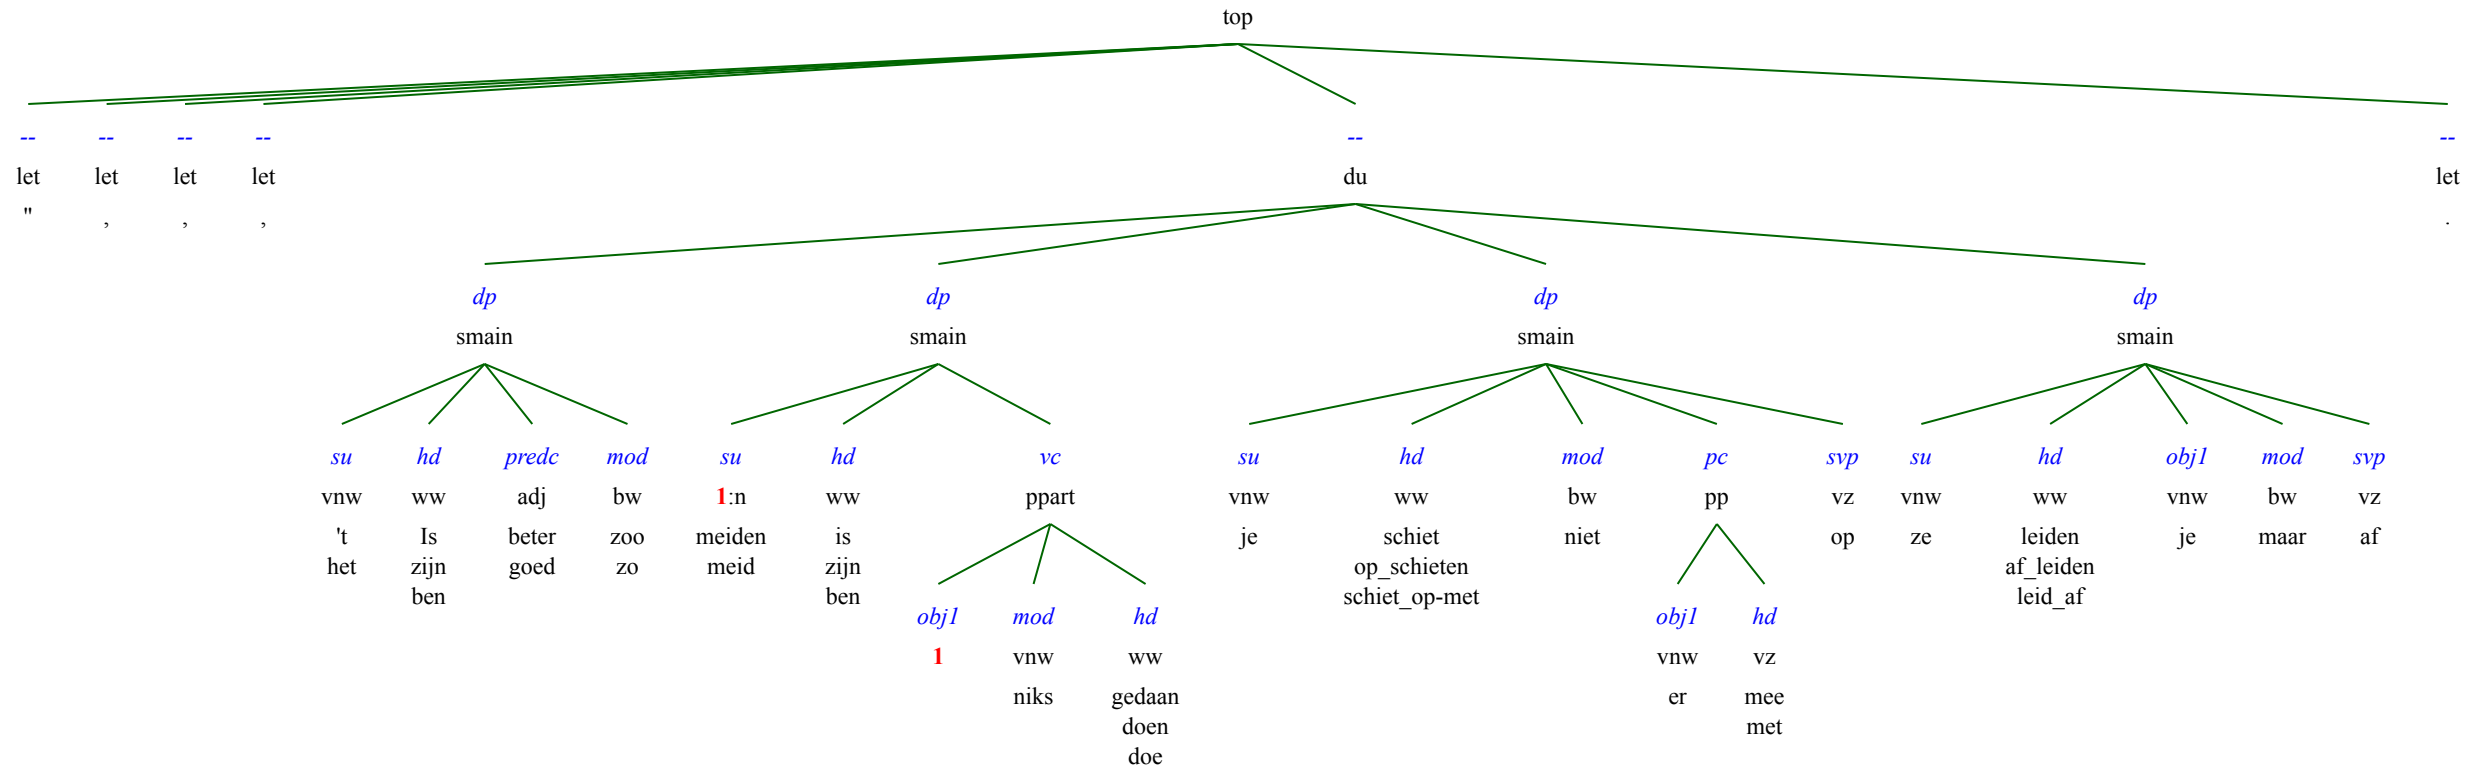 top
-- -- -- -- -- --
let let let let du let
" , , , .
dp dp dp dp
smain smain smain smain
su hd predc mod su hd vc su hd mod pc svp su hd obj1 mod svp
vnw ww adj bw 1:n ww ppart vnw ww bw pp vz vnw ww vnw bw vz
't Is beter zoo meiden is je schiet niet op ze leiden je maar af
het zijn goed zo meid zijn op_schieten af_leiden
ben ben schiet_op-met leid_af
obj1 mod hd obj1 hd
1 vnw ww vnw vz
niks gedaan er mee
doen met
doe